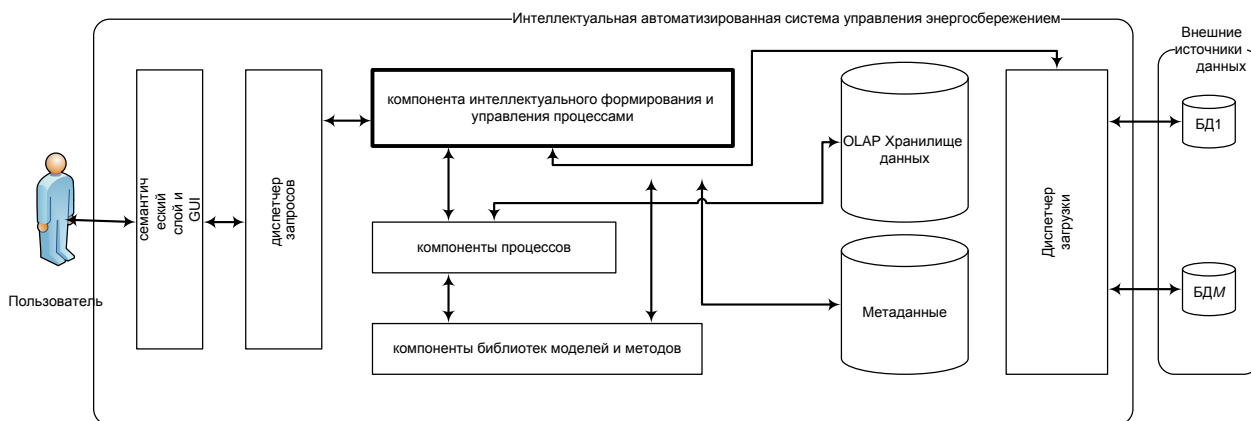 Интеллектуальная автоматизированная система управления энергосбережением
Внешние
источники
данных
Пользователь
семантич
еский
слой и
GUI
диспетчер
запросов
компонента интеллектуального формирования и
управления процессами
компоненты процессов
компоненты библиотек моделей и методов
OLAP Хранилище
данных
Метаданные
Диспетчер
загрузки
БД1
БДM